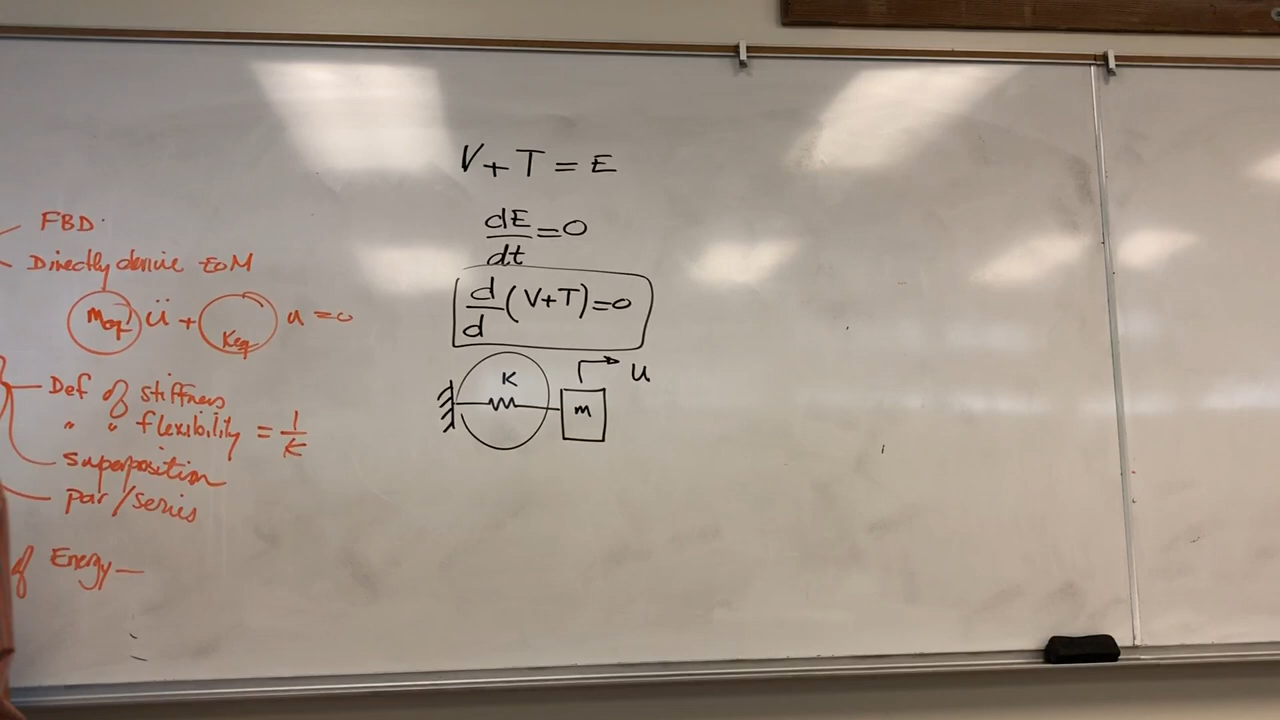 FBD
Directly derive EoM
Meq ü + Keq u = 0
Def of stiffness
" " flexibility = 1/K
superposition
par/series
of Energy —
V + T = E
dE/dt = 0
d/d (V+T) = 0
K
m
u